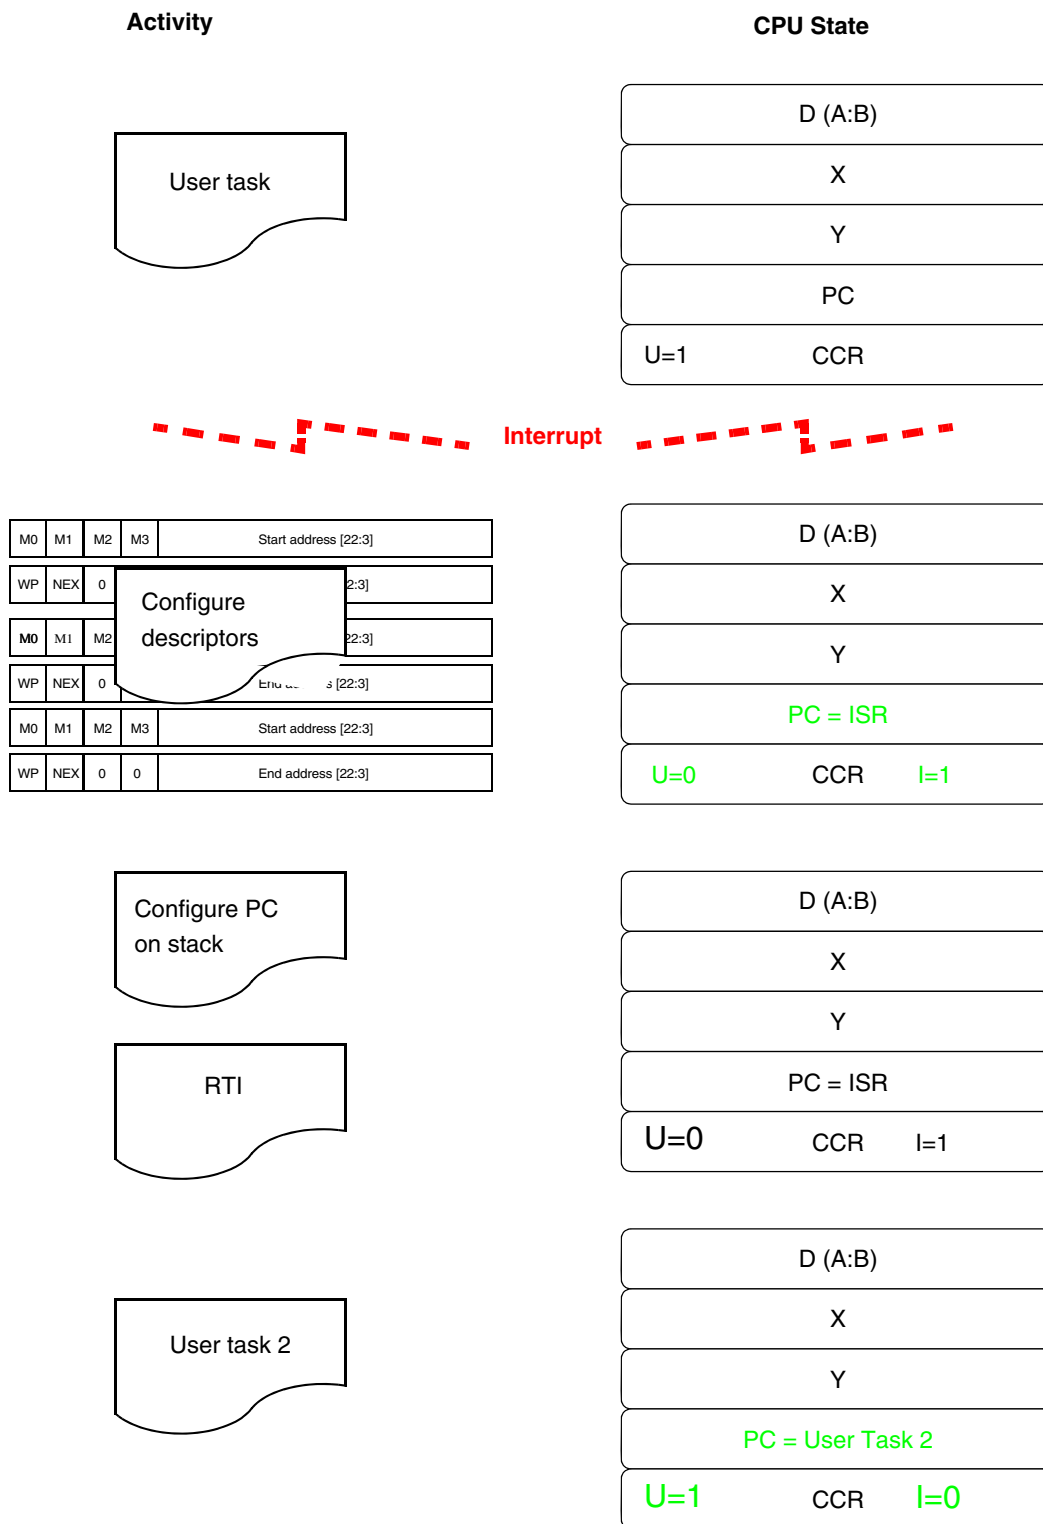 Activity
CPU State
User task
D (A:B)
X
Y
PC
U=1 CCR
Interrupt
M0 M1 M2 M3 Start address [22:3]
WP NEX 0 2:3]
M0 M1 M2 22:3]
WP NEX 0 End s [22:3]
M0 M1 M2 M3 Start address [22:3]
WP NEX 0 0 End address [22:3]
Configure
descriptors
D (A:B)
X
Y
PC = ISR
U=0 CCR I=1
Configure PC
on stack
RTI
D (A:B)
X
Y
PC = ISR
U=0 CCR I=1
User task 2
D (A:B)
X
Y
PC = User Task 2
U=1 CCR I=0